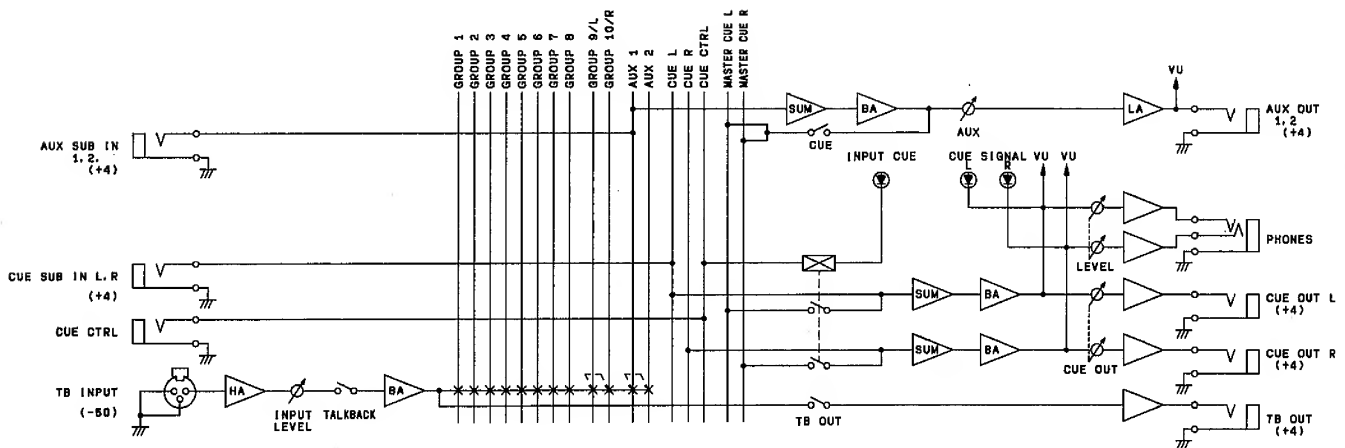 GROUP 1
GROUP 2
GROUP 3
GROUP 4
GROUP 5
GROUP 6
GROUP 7
GROUP 8
GROUP 9/L
GROUP 10/R
AUX 1
AUX 2
CUE L
CUE R
CUE CTRL
MASTER CUE L
MASTER CUE R
SUM
BA
AUX
LA
VU
AUX OUT
1, 2
(+4)
AUX SUB IN
1. 2.
(+4)
CUE
INPUT CUE
CUE SIGNAL
L
R
VU
VU
LEVEL
PHONES
CUE SUB IN L.R
(+4)
SUM
BA
CUE OUT L
(+4)
CUE CTRL
SUM
BA
CUE OUT
CUE OUT R
(+4)
TB INPUT
(-50)
HA
INPUT
LEVEL
TALKBACK
BA
TB OUT
TB OUT
(+4)